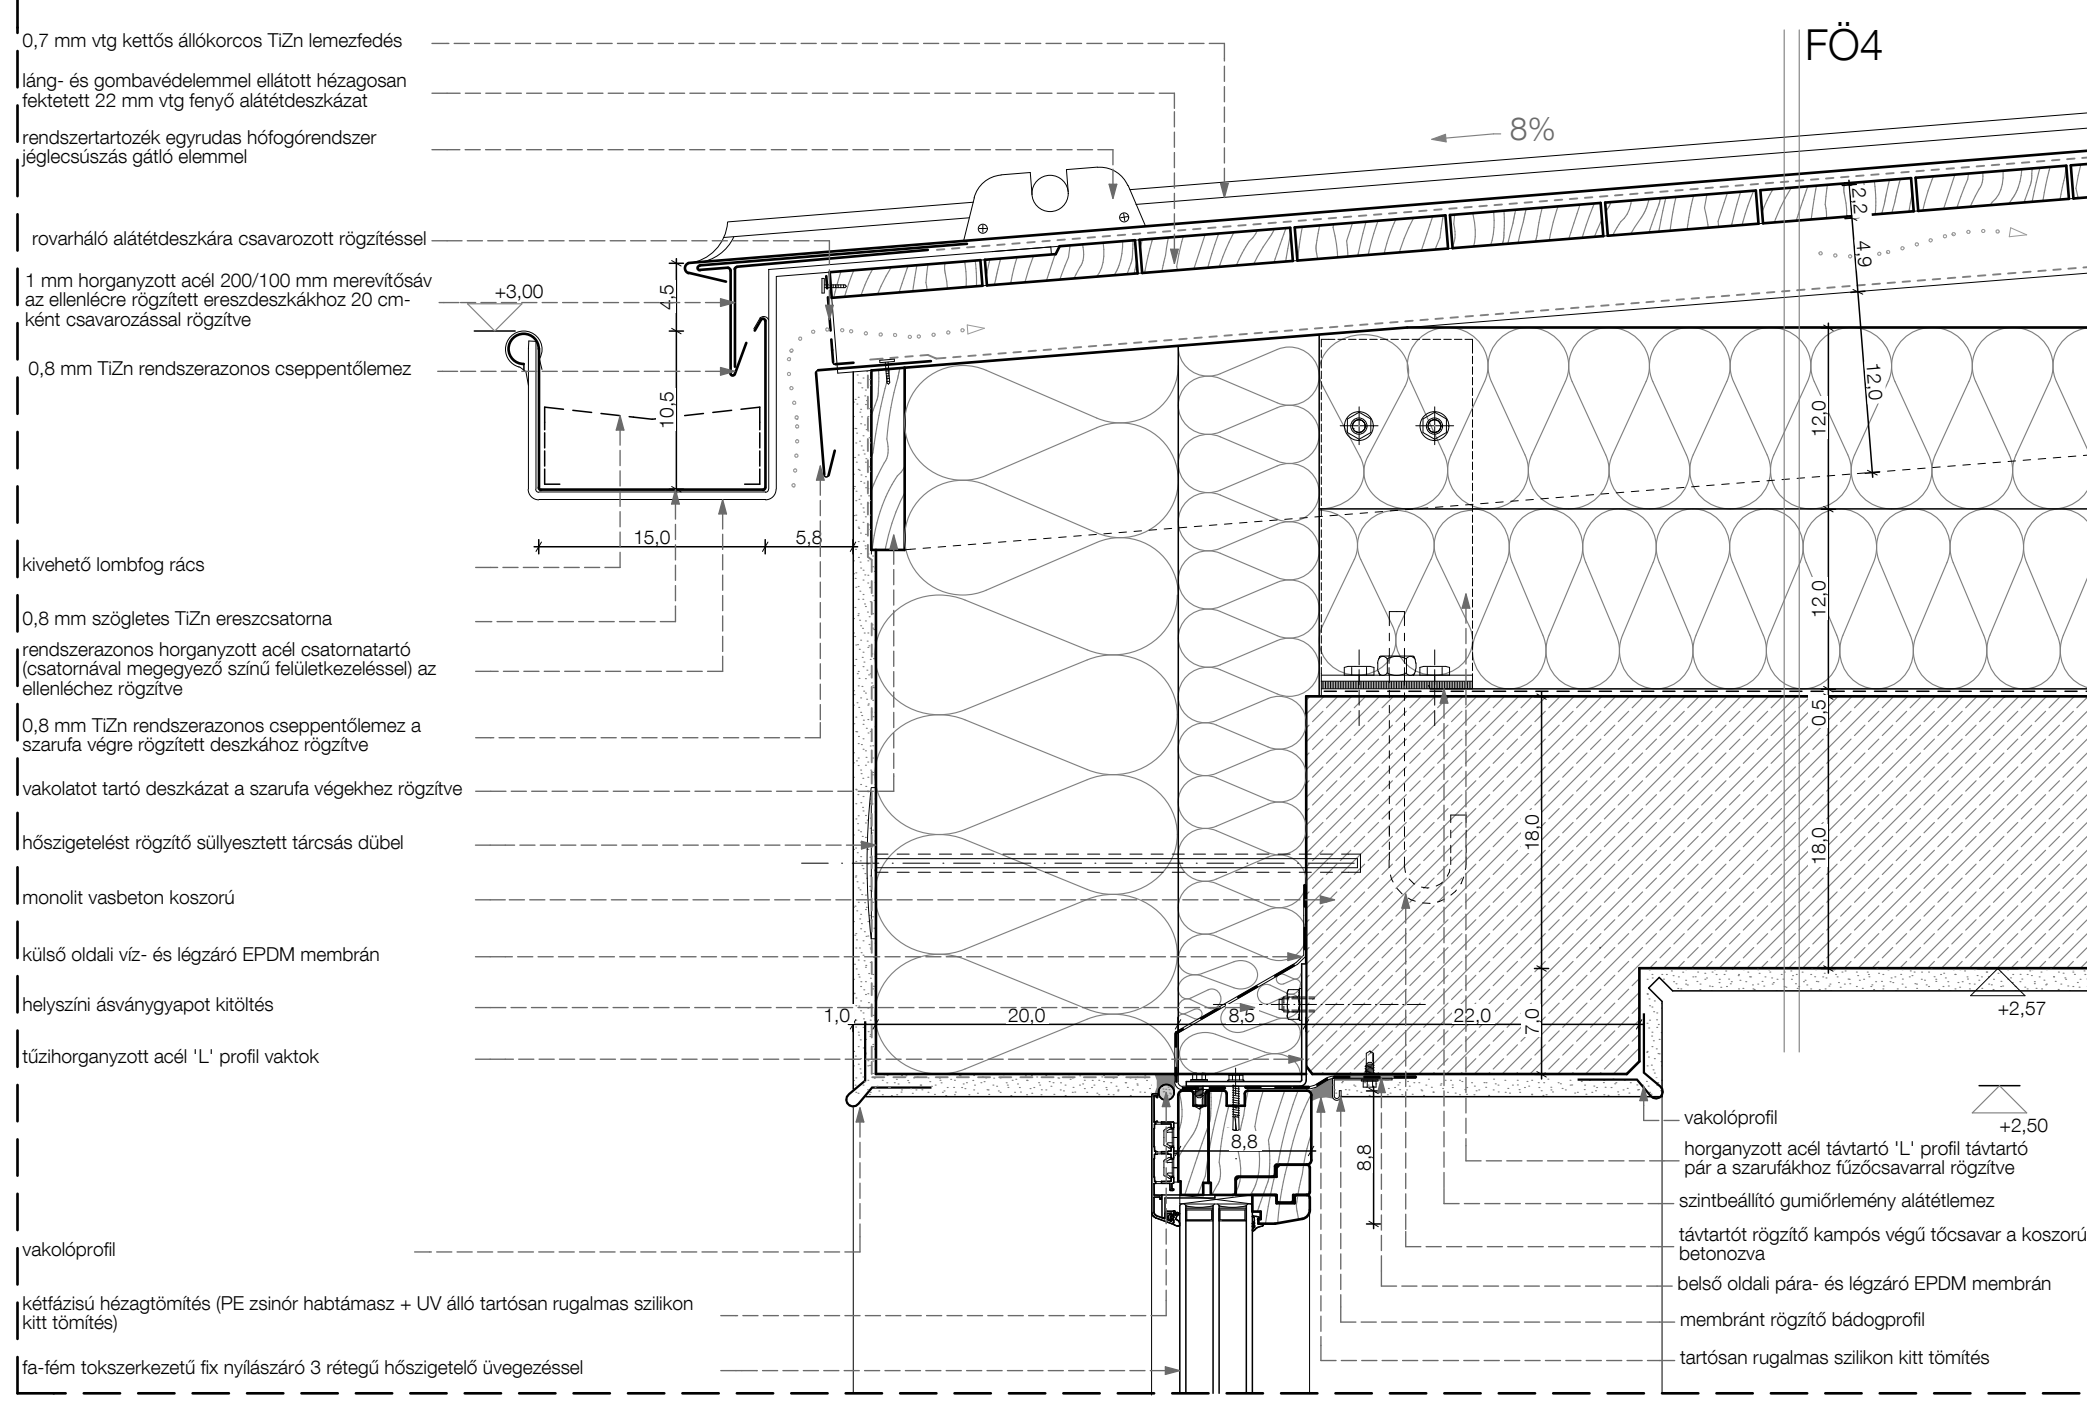 0,7 mm vtg kettős állókorcos TiZn lemezfedés
láng- és gombavédelemmel ellátott hézagosan
fektetett 22 mm vtg fenyő alátétdeszkázat
rendszertartozék egyrudas hófogórendszer
jéglecsúszás gátló elemmel
rovarháló alátétdeszkára csavarozott rögzítéssel
1 mm horganyzott acél 200/100 mm merevítősáv
az ellenlécre rögzített ereszdeszkákhoz 20 cm-
ként csavarozással rögzítve
0,8 mm TiZn rendszerazonos cseppentőlemez
kivehető lombfog rács
0,8 mm szögletes TiZn ereszcsatorna
rendszerazonos horganyzott acél csatornatartó
(csatornával megegyező színű felületkezeléssel) az
ellenléchez rögzítve
0,8 mm TiZn rendszerazonos cseppentőlemez a
szarufa végre rögzített deszkához rögzítve
vakolatot tartó deszkázat a szarufa végekhez rögzítve
hőszigetelést rögzítő süllyesztett tárcsás dübel
monolit vasbeton koszorú
külső oldali víz- és légzáró EPDM membrán
helyszíni ásványgyapot kitöltés
tűzihorganyzott acél 'L' profil vaktok
vakolóprofil
kétfázisú hézagtömítés (PE zsinór habtámasz + UV álló tartósan rugalmas szilikon
kitt tömítés)
fa-fém tokszerkezetű fix nyílászáró 3 rétegű hőszigetelő üvegezéssel
FÖ4
8%
+3,00
4,5
10,5
15,0
5,8
2,2
4,9
12,0
12,0
12,0
0,5
18,0
18,0
7,0
1,0
20,0
8,5
22,0
8,8
8,8
+2,57
+2,50
vakolóprofil
horganyzott acél távtartó 'L' profil távtartó
pár a szarufákhoz fűzőcsavarral rögzítve
szintbeállító gumiőrlemény alátétlemez
távtartót rögzítő kampós végű tőcsavar a koszorú
betonozva
belső oldali pára- és légzáró EPDM membrán
membránt rögzítő bádogprofil
tartósan rugalmas szilikon kitt tömítés